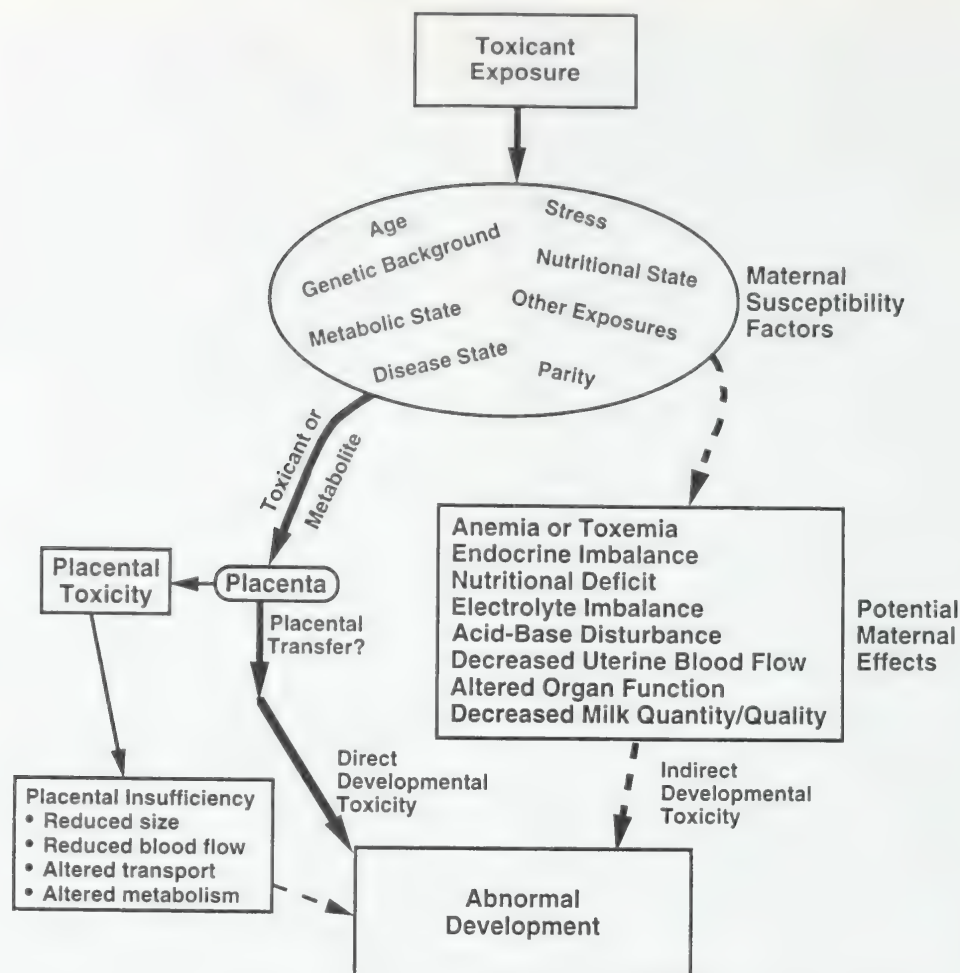 Toxicant
Exposure
Age
Stress
Genetic Background
Nutritional State
Metabolic State
Other Exposures
Disease State
Parity
Maternal
Susceptibility
Factors
Toxicant or
Metabolite
Placental
Toxicity
Placenta
Placental
Transfer?
Anemia or Toxemia
Endocrine Imbalance
Nutritional Deficit
Electrolyte Imbalance
Acid-Base Disturbance
Decreased Uterine Blood Flow
Altered Organ Function
Decreased Milk Quantity/Quality
Potential
Maternal
Effects
Direct
Developmental
Toxicity
Indirect
Developmental
Toxicity
Placental Insufficiency
• Reduced size
• Reduced blood flow
• Altered transport
• Altered metabolism
Abnormal
Development